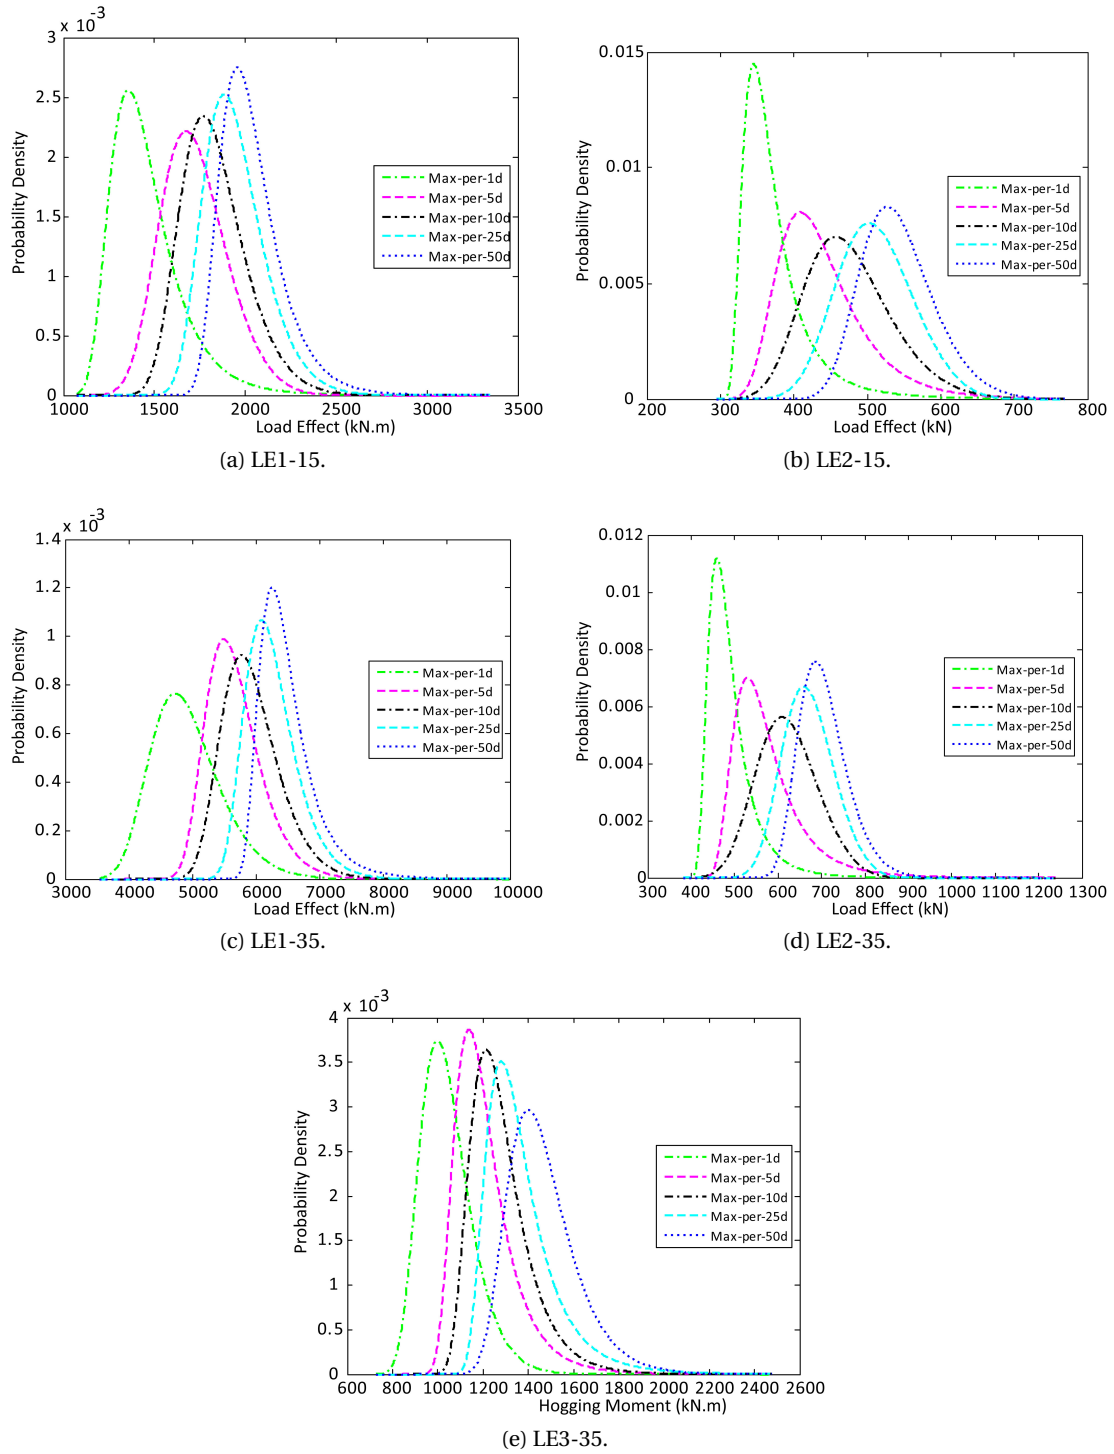 x 10-3
3
2.5
2
1.5
1
0.5
0
Probability Density
1000 1500 2000 2500 3000 3500
Load Effect (kN.m)
Max-per-1d
Max-per-5d
Max-per-10d
Max-per-25d
Max-per-50d
(a) LE1-15.
0.015
0.01
0.005
0
Probability Density
200 300 400 500 600 700 800
Load Effect (kN)
Max-per-1d
Max-per-5d
Max-per-10d
Max-per-25d
Max-per-50d
(b) LE2-15.
x 10-3
1.4
1.2
1
0.8
0.6
0.4
0.2
0
Probability Density
3000 4000 5000 6000 7000 8000 9000 10000
Load Effect (kN.m)
Max-per-1d
Max-per-5d
Max-per-10d
Max-per-25d
Max-per-50d
(c) LE1-35.
0.012
0.01
0.008
0.006
0.004
0.002
0
Probability Density
300 400 500 600 700 800 900 1000 1100 1200 1300
Load Effect (kN)
Max-per-1d
Max-per-5d
Max-per-10d
Max-per-25d
Max-per-50d
(d) LE2-35.
x 10-3
4
3.5
3
2.5
2
1.5
1
0.5
0
Probability Density
600 800 1000 1200 1400 1600 1800 2000 2200 2400 2600
Hogging Moment (kN.m)
Max-per-1d
Max-per-5d
Max-per-10d
Max-per-25d
Max-per-50d
(e) LE3-35.